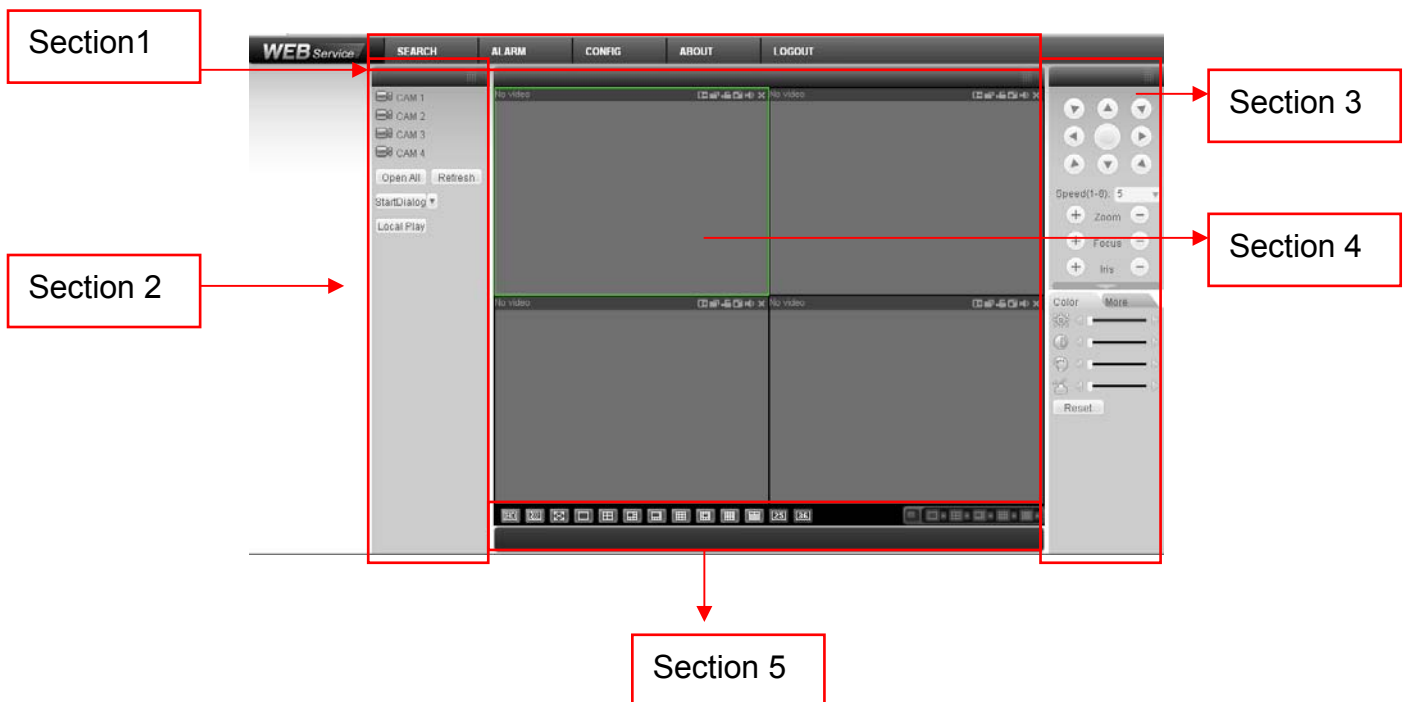 Section1
WEB Service
SEARCH ALARM CONFIG ABOUT LOGOUT
CAM 1
CAM 2
CAM 3
CAM 4
Open All Refresh
StartDialog
Local Play
No video
No video
No video
No video
Section 2
Section 3
Speed(1-8): 5
Zoom
Focus
Iris
Color More
Reset
Section 4
25 36
Section 5